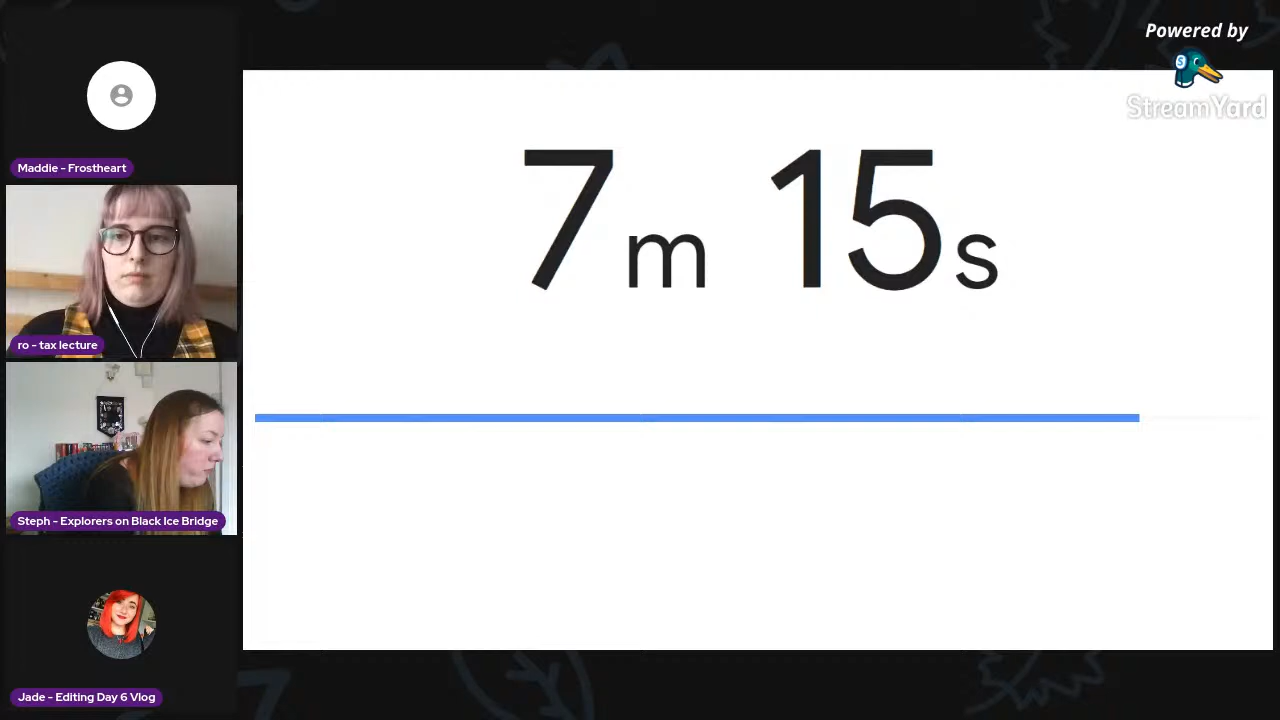 Powered by
StreamYard
Maddie - Frostheart
7m 15s
ro - tax lecture
Steph - Explorers on Black Ice Bridge
Jade - Editing Day 6 Vlog